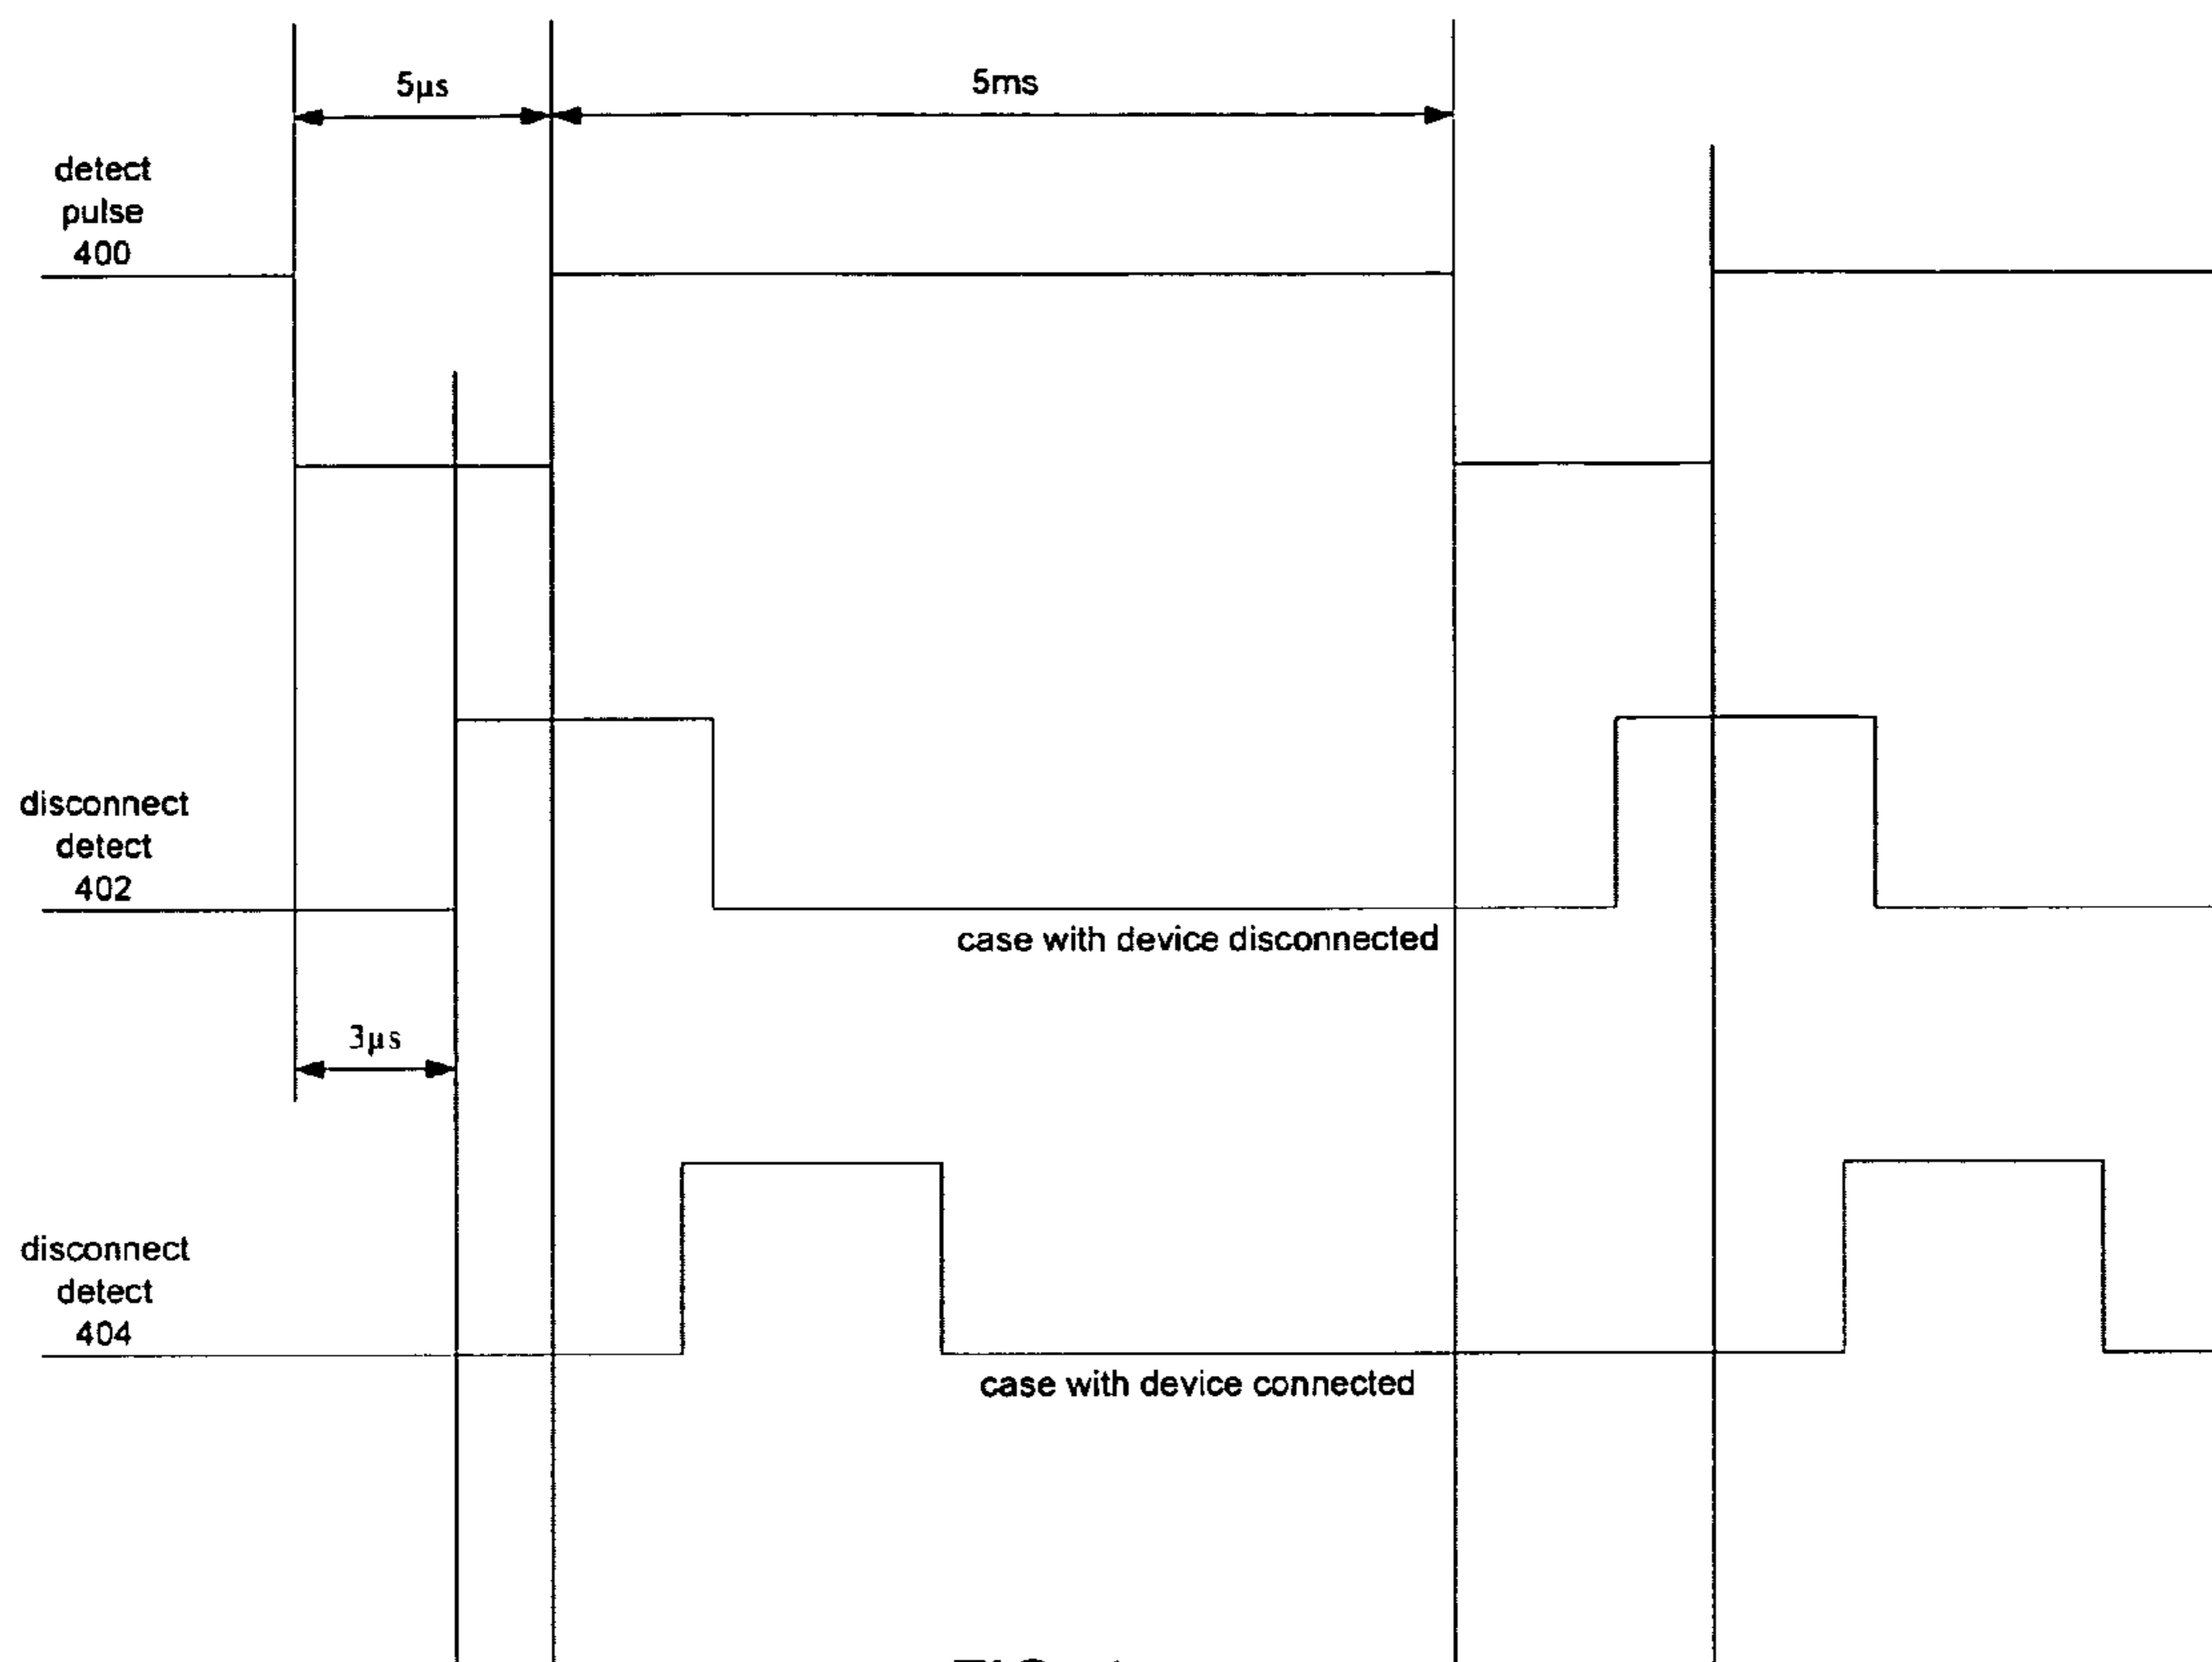 5µs
5ms
detect
pulse
400
disconnect
detect
402
case with device disconnected
3µs
disconnect
detect
404
case with device connected